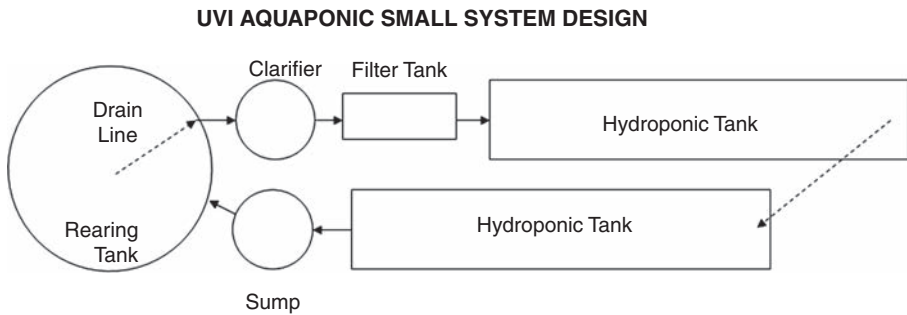 UVI AQUAPONIC SMALL SYSTEM DESIGN
Clarifier
Filter Tank
Drain
Line
Hydroponic Tank
Rearing
Tank
Hydroponic Tank
Sump